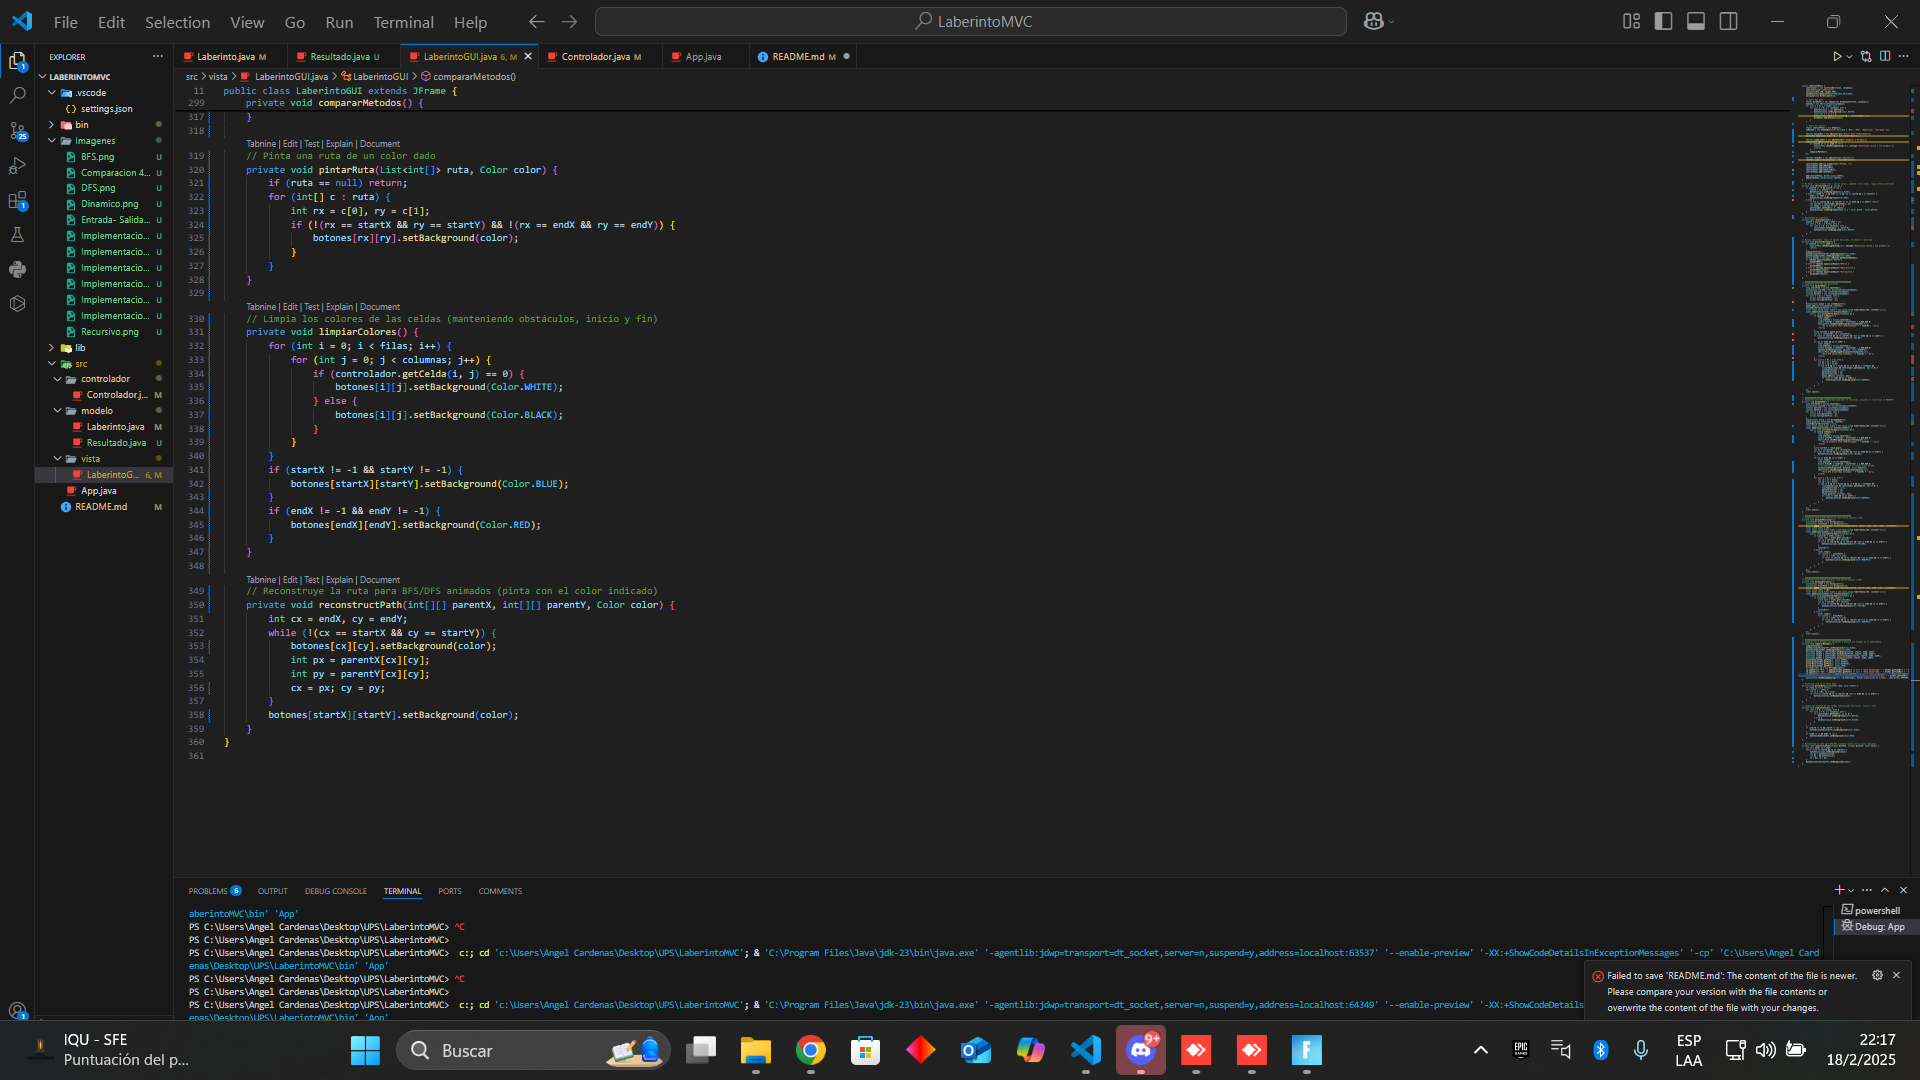 File Edit Selection View Go Run Terminal Help
LaberintoMVC
EXPLORER
LABERINTOMVC
.vscode
settings.json
bin
Imagenes
BFS.png U
Comparacion 4... U
DFS.png U
Dinamico.png U
Entrada- Salida... U
Implementacio... U
Implementacio... U
Implementacio... U
Implementacio... U
Implementacio... U
Implementacio... U
Recursivo.png U
lib
src
controlador
Controlador.j... M
modelo
Laberinto.java M
Resultado.java U
vista
LaberintoG... 6, M
App.java
README.md M
Laberinto.java M Resultado.java U LaberintoGUI.java 6, M Controlador.java M App.java README.md M
src > vista > LaberintoGUI.java > LaberintoGUI > compararMetodos()
11 public class LaberintoGUI extends JFrame {
299 private void compararMetodos() {
317 }
318
Tabnine | Edit | Test | Explain | Document
319 // Pinta una ruta de un color dado
320 private void pintarRuta(List<int[]> ruta, Color color) {
321 if (ruta == null) return;
322 for (int[] c : ruta) {
323 int rx = c[0], ry = c[1];
324 if (!(rx == startX && ry == startY) && !(rx == endX && ry == endY)) {
325 botones[rx][ry].setBackground(color);
326 }
327 }
328 }
329
Tabnine | Edit | Test | Explain | Document
330 // Limpia los colores de las celdas (manteniendo obstáculos, inicio y fin)
331 private void limpiarColores() {
332 for (int i = 0; i < filas; i++) {
333 for (int j = 0; j < columnas; j++) {
334 if (controlador.getCelda(i, j) == 0) {
335 botones[i][j].setBackground(Color.WHITE);
336 } else {
337 botones[i][j].setBackground(Color.BLACK);
338 }
339 }
340 }
341 if (startX != -1 && startY != -1) {
342 botones[startX][startY].setBackground(Color.BLUE);
343 }
344 if (endX != -1 && endY != -1) {
345 botones[endX][endY].setBackground(Color.RED);
346 }
347 }
348
Tabnine | Edit | Test | Explain | Document
349 // Reconstruye la ruta para BFS/DFS animados (pinta con el color indicado)
350 private void reconstructPath(int[][] parentX, int[][] parentY, Color color) {
351 int cx = endX, cy = endY;
352 while (!(cx == startX && cy == startY)) {
353 botones[cx][cy].setBackground(color);
354 int px = parentX[cx][cy];
355 int py = parentY[cx][cy];
356 cx = px; cy = py;
357 }
358 botones[startX][startY].setBackground(color);
359 }
360 }
361
PROBLEMS 6 OUTPUT DEBUG CONSOLE TERMINAL PORTS COMMENTS
aberintoMVC\bin' 'App'
PS C:\Users\Angel Cardenas\Desktop\UPS\LaberintoMVC> ^C
PS C:\Users\Angel Cardenas\Desktop\UPS\LaberintoMVC>
PS C:\Users\Angel Cardenas\Desktop\UPS\LaberintoMVC> c:; cd 'c:\Users\Angel Cardenas\Desktop\UPS\LaberintoMVC'; & 'C:\Program Files\Java\jdk-23\bin\java.exe' '-agentlib:jdwp=transport=dt_socket,server=n,suspend=y,address=localhost:63537' '--enable-preview' '-XX:+ShowCodeDetailsInExceptionMessages' '-cp' 'C:\Users\Angel Card
enas\Desktop\UPS\LaberintoMVC\bin' 'App'
PS C:\Users\Angel Cardenas\Desktop\UPS\LaberintoMVC> ^C
PS C:\Users\Angel Cardenas\Desktop\UPS\LaberintoMVC>
PS C:\Users\Angel Cardenas\Desktop\UPS\LaberintoMVC> c:; cd 'c:\Users\Angel Cardenas\Desktop\UPS\LaberintoMVC'; & 'C:\Program Files\Java\jdk-23\bin\java.exe' '-agentlib:jdwp=transport=dt_socket,server=n,suspend=y,address=localhost:64349' '--enable-preview' '-XX:+ShowCodeDetails
enas\Desktop\UPS\LaberintoMVC\bin' 'App'
powershell
Debug: App
Failed to save 'README.md': The content of the file is newer.
Please compare your version with the file contents or
overwrite the content of the file with your changes.
IQU - SFE
Puntuación del p...
Buscar
ESP
LAA
22:17
18/2/2025